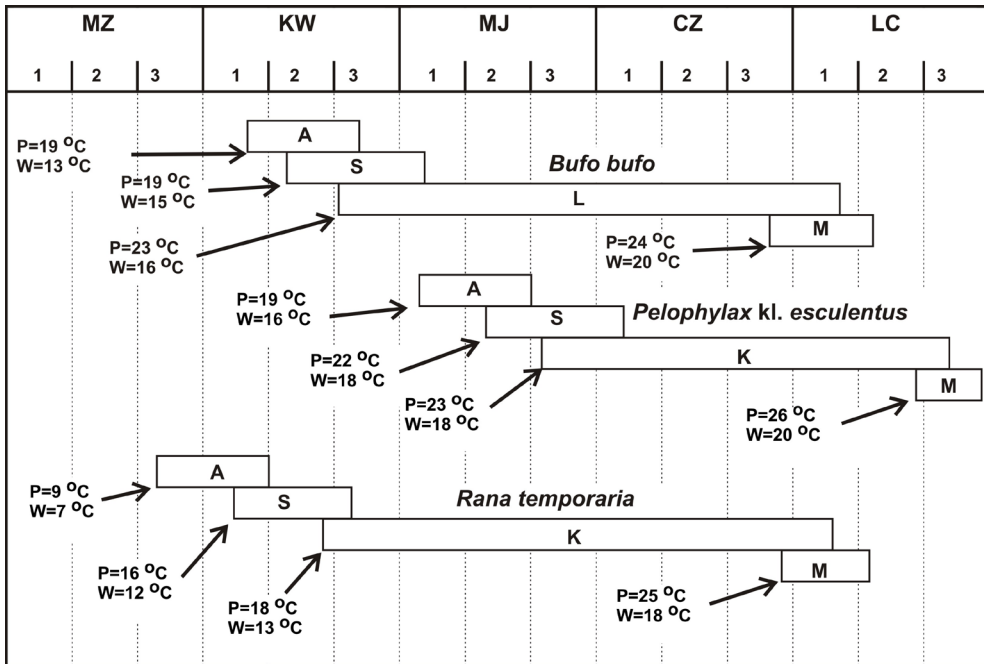 MZ KW MJ CZ LC
1 2 3 1 2 3 1 2 3 1 2 3 1 2 3
A
P=19 °C
W=13 °C
S
Bufo bufo
P=19 °C
W=15 °C
L
P=23 °C
W=16 °C
M
P=24 °C
W=20 °C
A
P=19 °C
W=16 °C
S
Pelophylax kl. esculentus
P=22 °C
W=18 °C
K
P=23 °C
W=18 °C
M
P=26 °C
W=20 °C
A
P=9 °C
W=7 °C
S
Rana temporaria
P=16 °C
W=12 °C
K
P=18 °C
W=13 °C
M
P=25 °C
W=18 °C